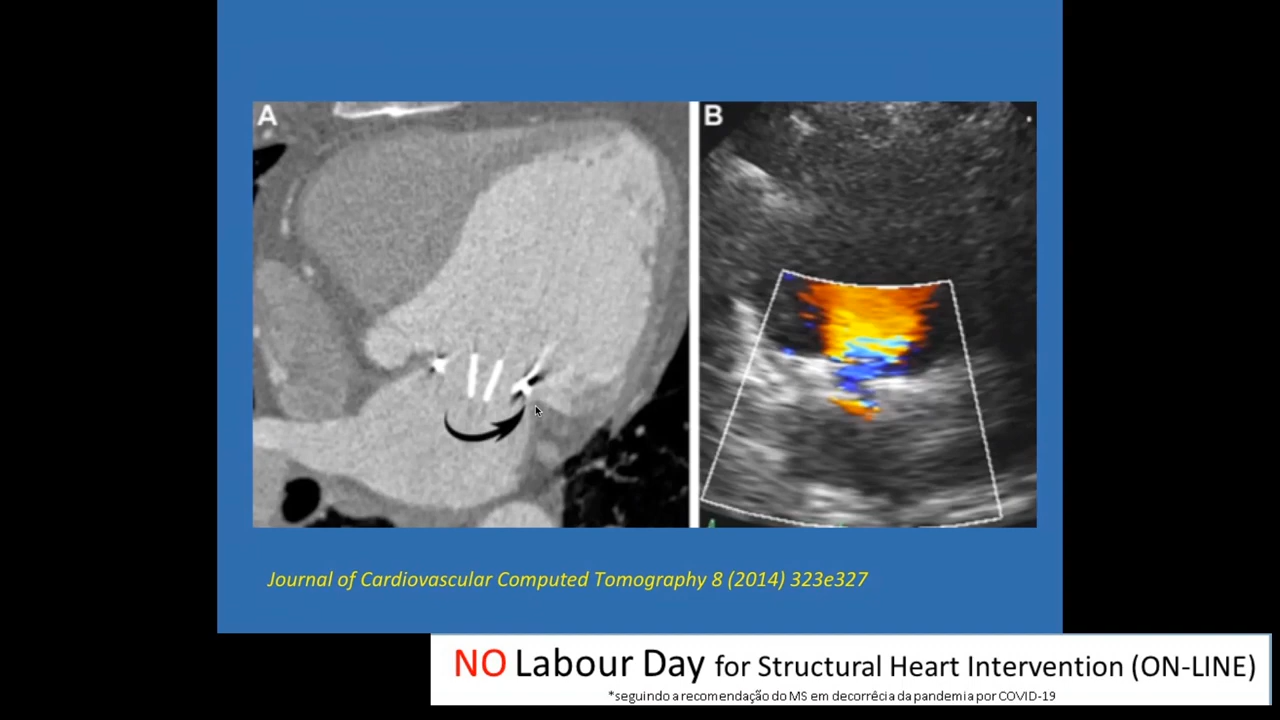 A
B
Journal of Cardiovascular Computed Tomography 8 (2014) 323e327
NO Labour Day for Structural Heart Intervention (ON-LINE)
*seguindo a recomendação do MS em decorrêcia da pandemia por COVID-19